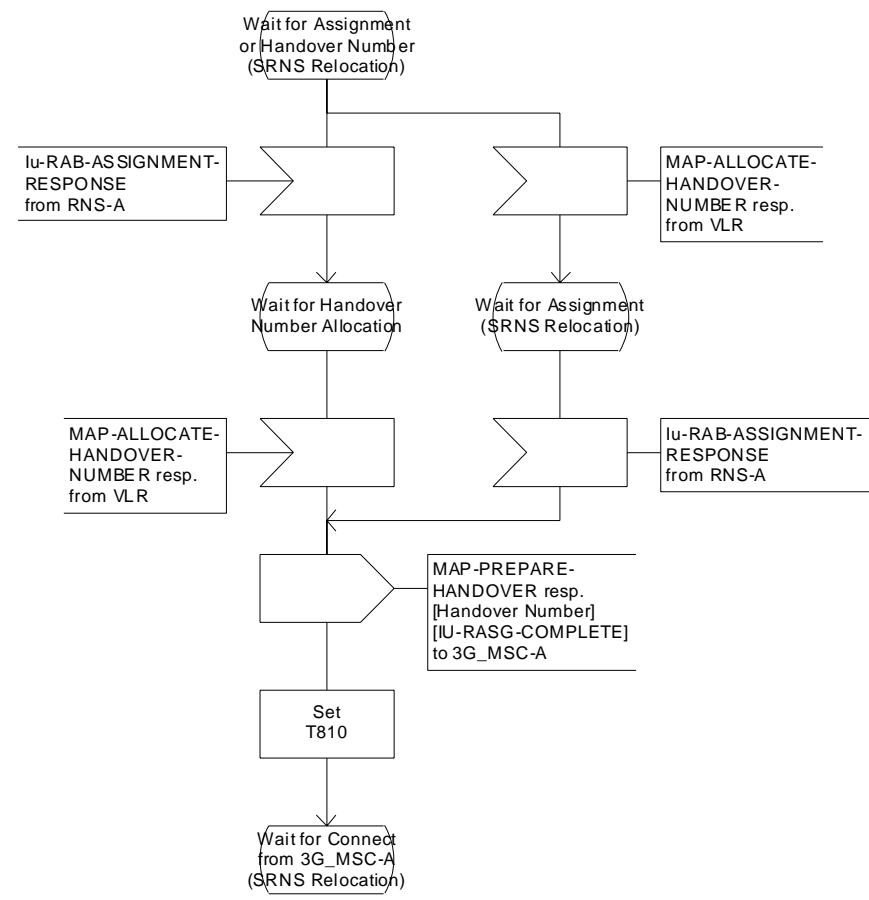 Wait for Assignment
or Handover Number
(SRNS Relocation)
Iu-RAB-ASSIGNMENT-
RESPONSE
from RNS-A
MAP-ALLOCATE-
HANDOVER-
NUMBER resp.
from VLR
Wait for Handover
Number Allocation
Wait for Assignment
(SRNS Relocation)
MAP-ALLOCATE-
HANDOVER-
NUMBER resp.
from VLR
Iu-RAB-ASSIGNMENT-
RESPONSE
from RNS-A
MAP-PREPARE-
HANDOVER resp.
[Handover Number]
[IU-RASG-COMPLETE]
to 3G_MSC-A
Set
T810
Wait for Connect
from 3G_MSC-A
(SRNS Relocation)